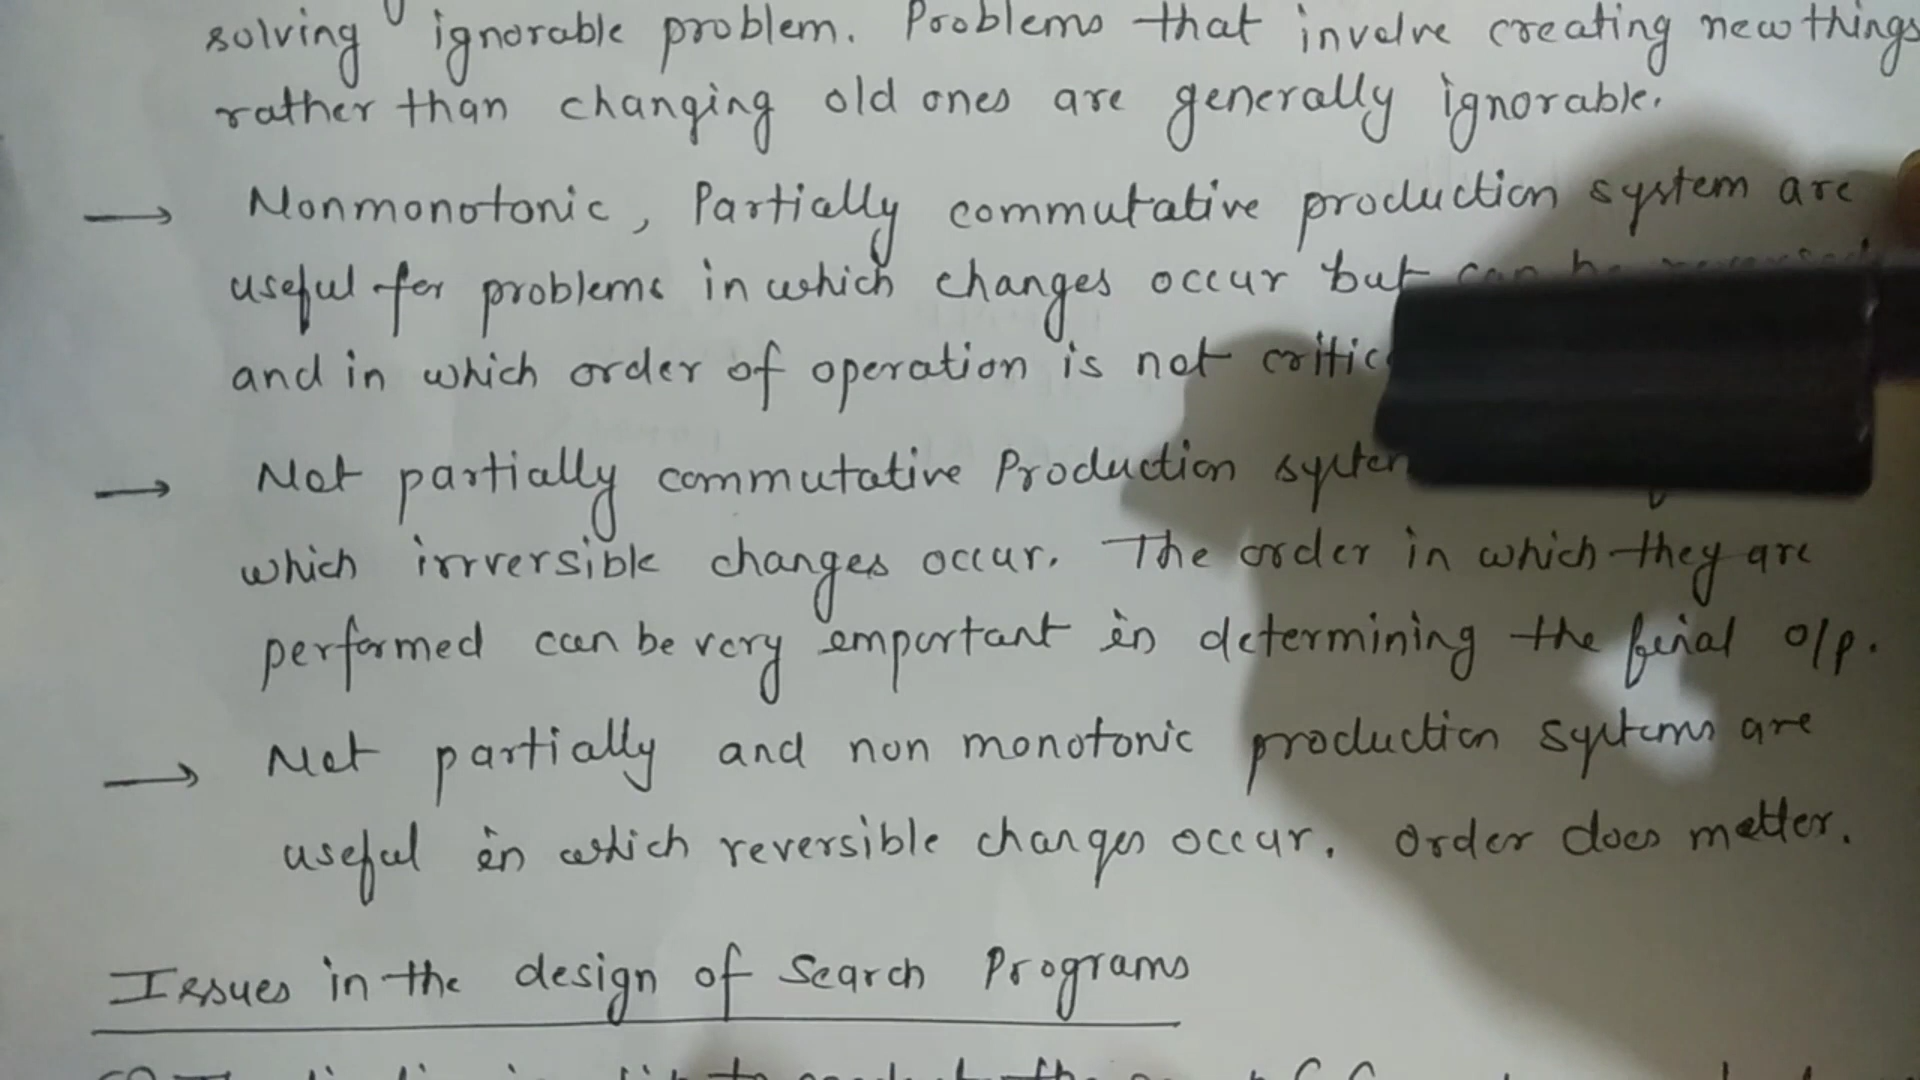 solving ignorable problem. Problems that involve creating new things
rather than changing old ones are generally ignorable.
→ Nonmonotonic, Partially commutative production system are
useful for problems in which changes occur but can be reversed
and in which order of operation is not
→ Not partially commutative Production
which irrversible changes occur. The order in which they are
performed can be very important in determining the final o/p.
→ Not partially and non monotonic production systems are
useful in which reversible changes occur. Order does matter.
Issues in the design of Search Programs